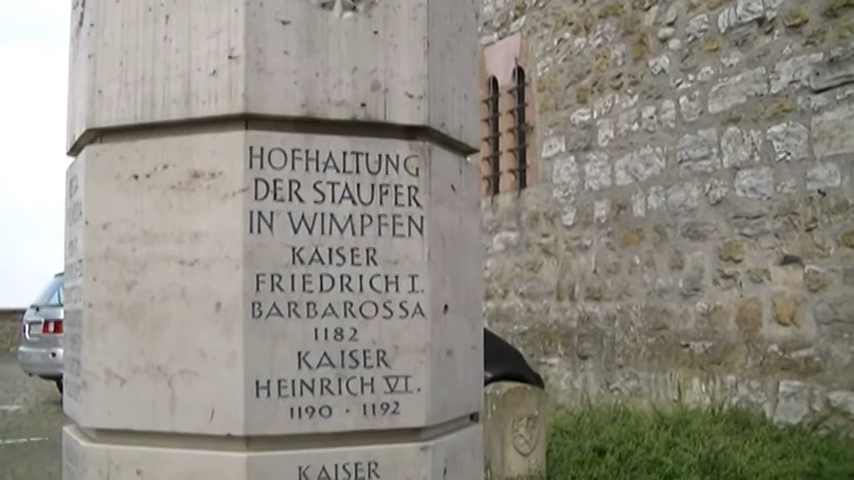 HOFHALTUNG
DER STAUFER
IN WIMPFEN
KAISER
FRIEDRICH I.
BARBAROSSA
1182
KAISER
HEINRICH VI.
1190 · 1192
KAISER